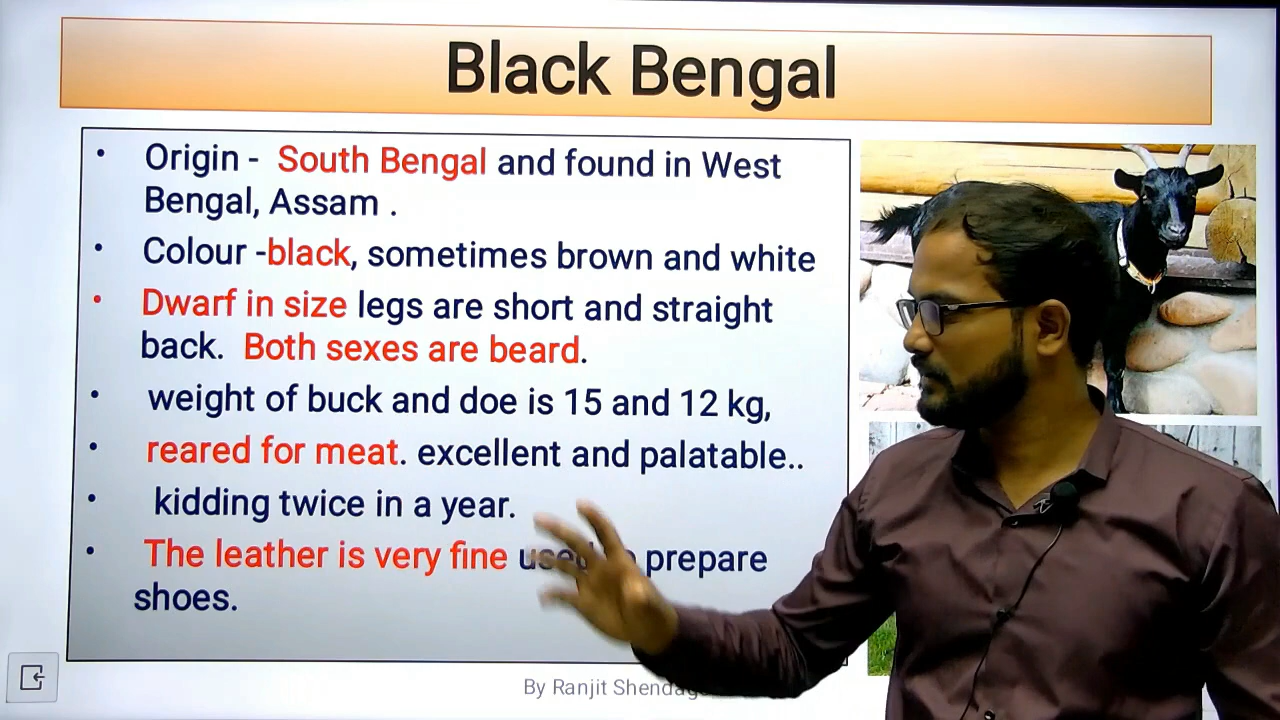 Black Bengal
• Origin - South Bengal and found in West
Bengal, Assam .
• Colour -black, sometimes brown and white
• Dwarf in size legs are short and straight
back. Both sexes are beard.
• weight of buck and doe is 15 and 12 kg,
• reared for meat. excellent and palatable..
• kidding twice in a year.
• The leather is very fine prepare
shoes.
By Ranjit